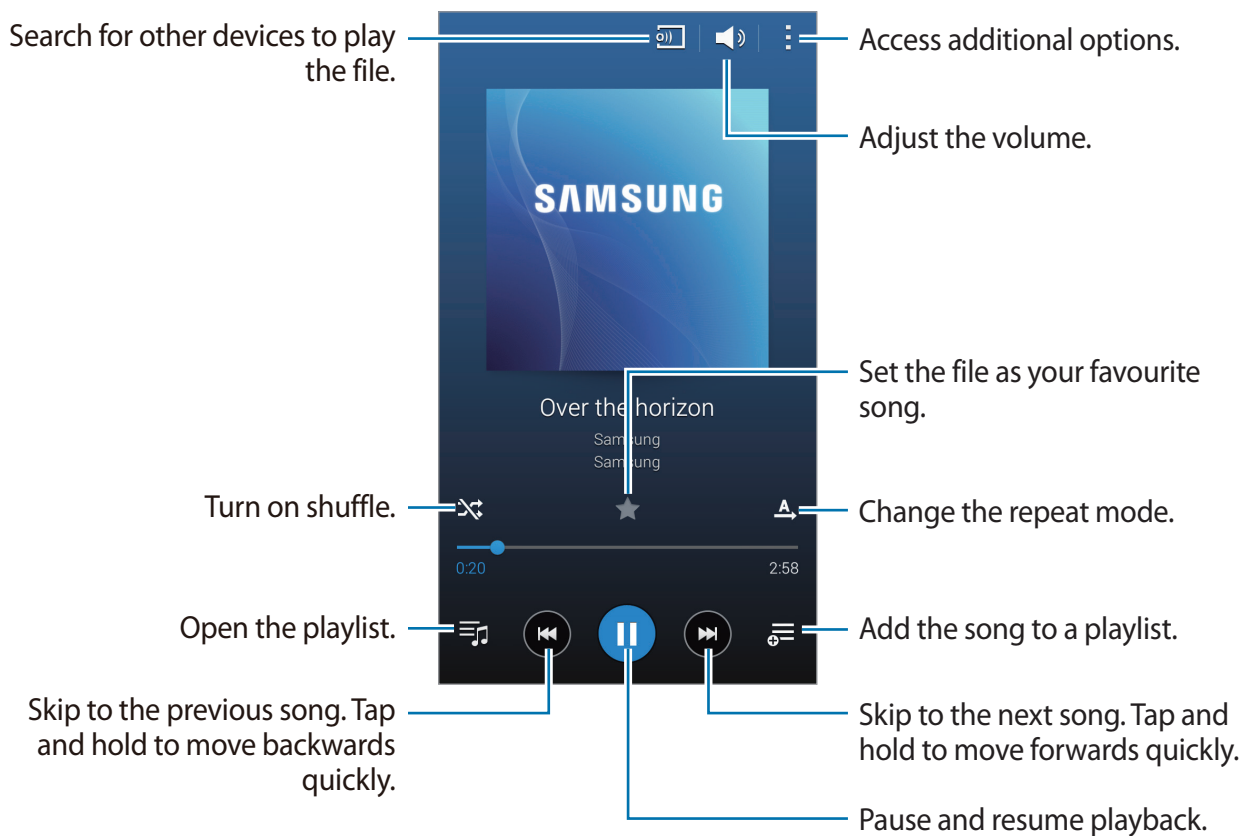 Search for other devices to play
the file.
Access additional options.
Adjust the volume.
SAMSUNG
Set the file as your favourite
song.
Over the horizon
Samsung
Samsung
Turn on shuffle.
A
Change the repeat mode.
0:20
2:58
Open the playlist.
Add the song to a playlist.
Skip to the previous song. Tap
and hold to move backwards
quickly.
Skip to the next song. Tap and
hold to move forwards quickly.
Pause and resume playback.